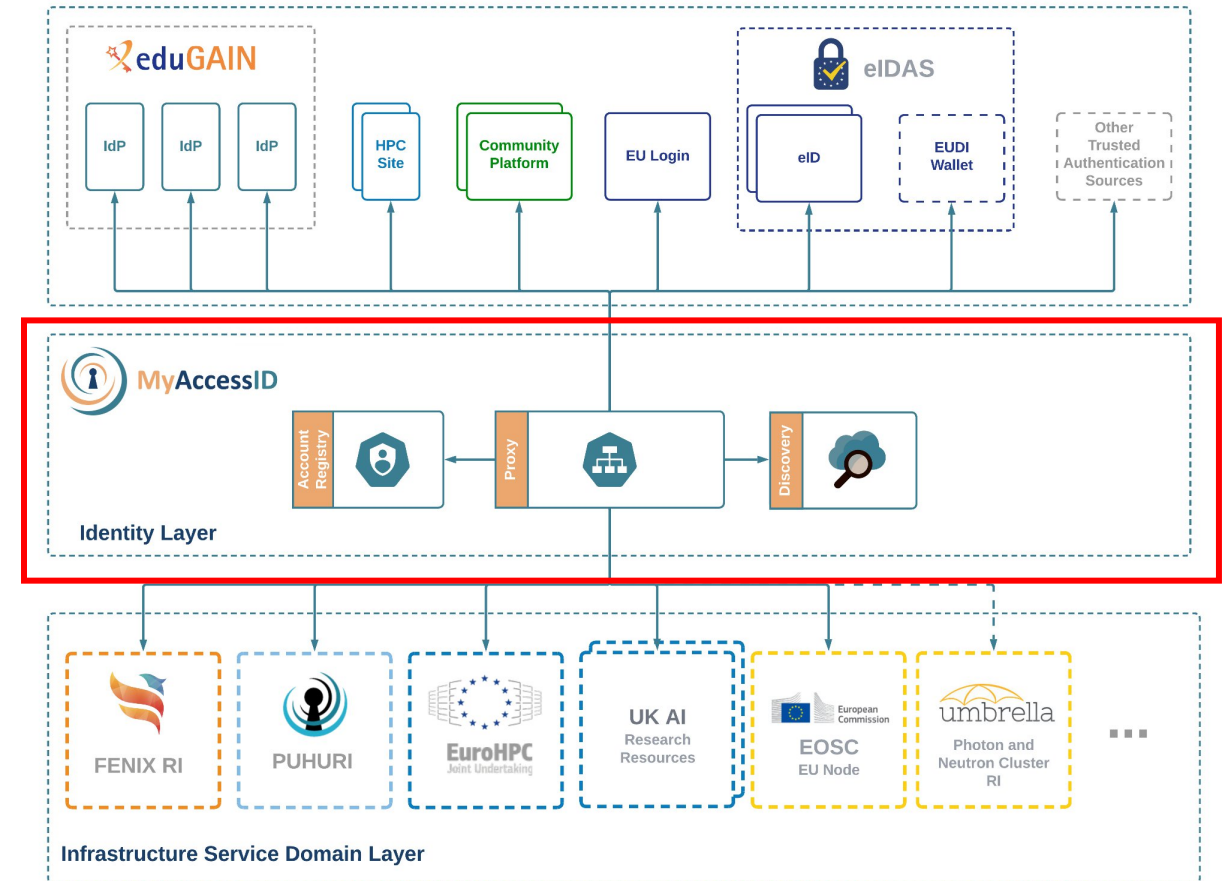 eduGAIN
eIDAS
IdP
IdP
IdP
HPC
Site
Community
Platform
EU Login
eID
EUDI
Wallet
Other
Trusted
Authentication
Sources
MyAccessID
Account
Registry
Proxy
Discovery
Identity Layer
FENIX RI
PUHURI
EuroHPC
Joint Undertaking
UK AI
Research
Resources
European
Commission
EOSC
EU Node
umbrella
Photon and
Neutron Cluster
RI
...
Infrastructure Service Domain Layer